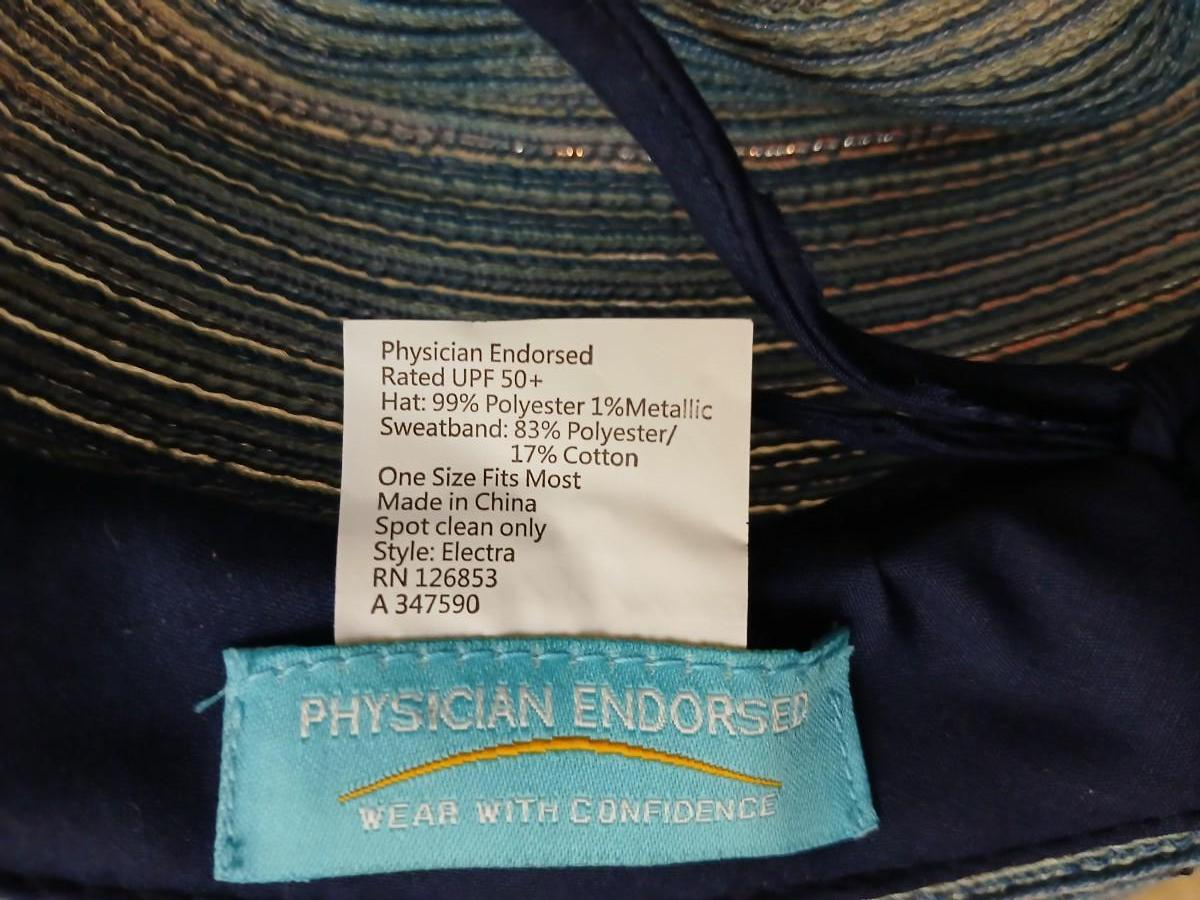 Physician Endorsed
Rated UPF 50+
Hat: 99% Polyester 1%Metallic
Sweatband: 83% Polyester/
17% Cotton
One Size Fits Most
Made in China
Spot clean only
Style: Electra
RN 126853
A 347590
PHYSICIAN ENDORSED
WEAR WITH CONFIDENCE